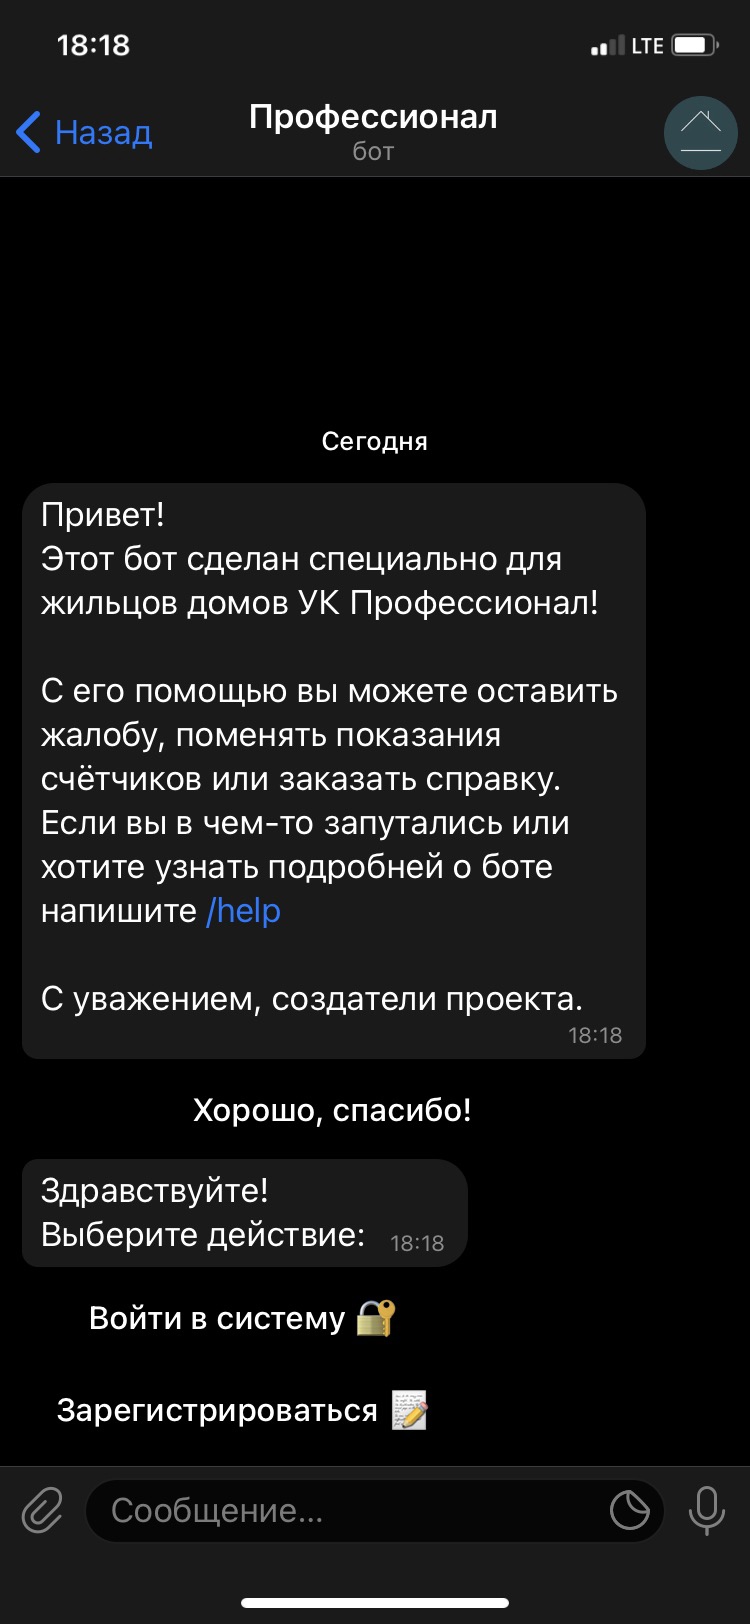 18:18
LTE
Назад
Профессионал
бот
Сегодня
Привет!
Этот бот сделан специально для
жильцов домов УК Профессионал!
С его помощью вы можете оставить
жалобу, поменять показания
счётчиков или заказать справку.
Если вы в чем-то запутались или
хотите узнать подробней о боте
напишите /help
С уважением, создатели проекта.
18:18
Хорошо, спасибо!
Здравствуйте!
Выберите действие: 18:18
Войти в систему 🔐
Зарегистрироваться 📝
Сообщение...